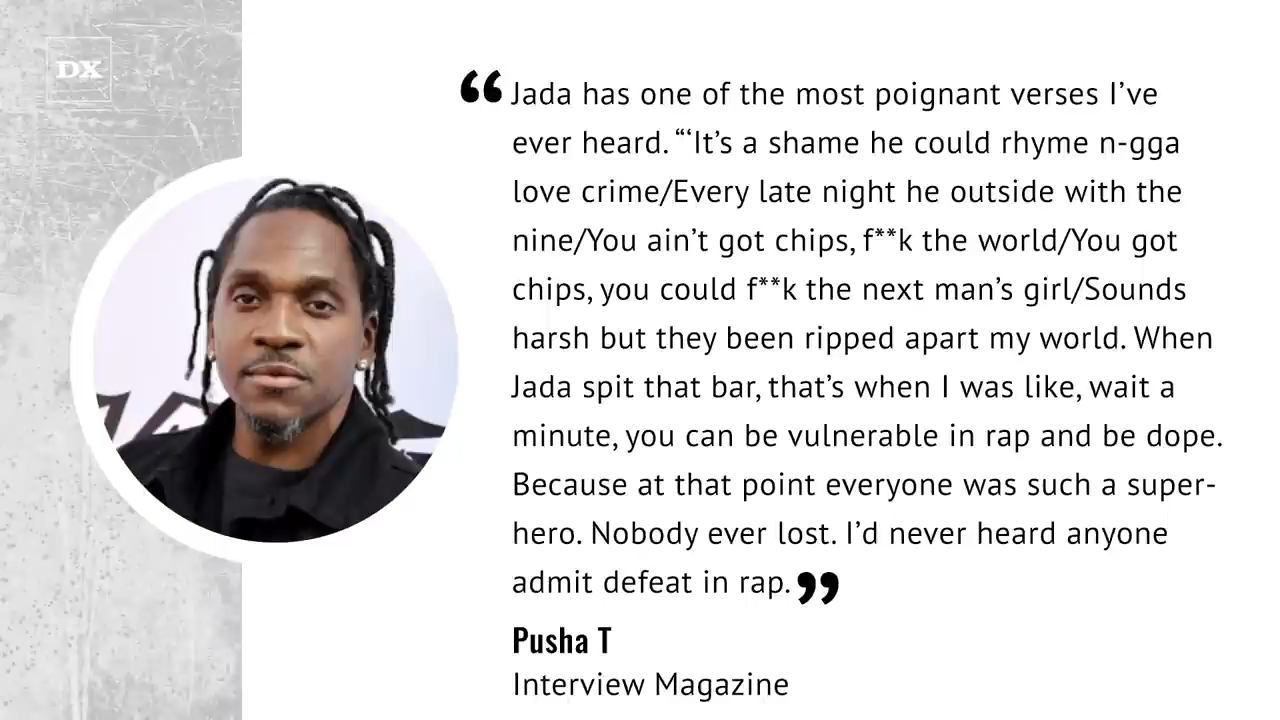 DX
“Jada has one of the most poignant verses I’ve
ever heard. “‘It’s a shame he could rhyme n-gga
love crime/Every late night he outside with the
nine/You ain’t got chips, f**k the world/You got
chips, you could f**k the next man’s girl/Sounds
harsh but they been ripped apart my world. When
Jada spit that bar, that’s when I was like, wait a
minute, you can be vulnerable in rap and be dope.
Because at that point everyone was such a super-
hero. Nobody ever lost. I’d never heard anyone
admit defeat in rap.”
Pusha T
Interview Magazine